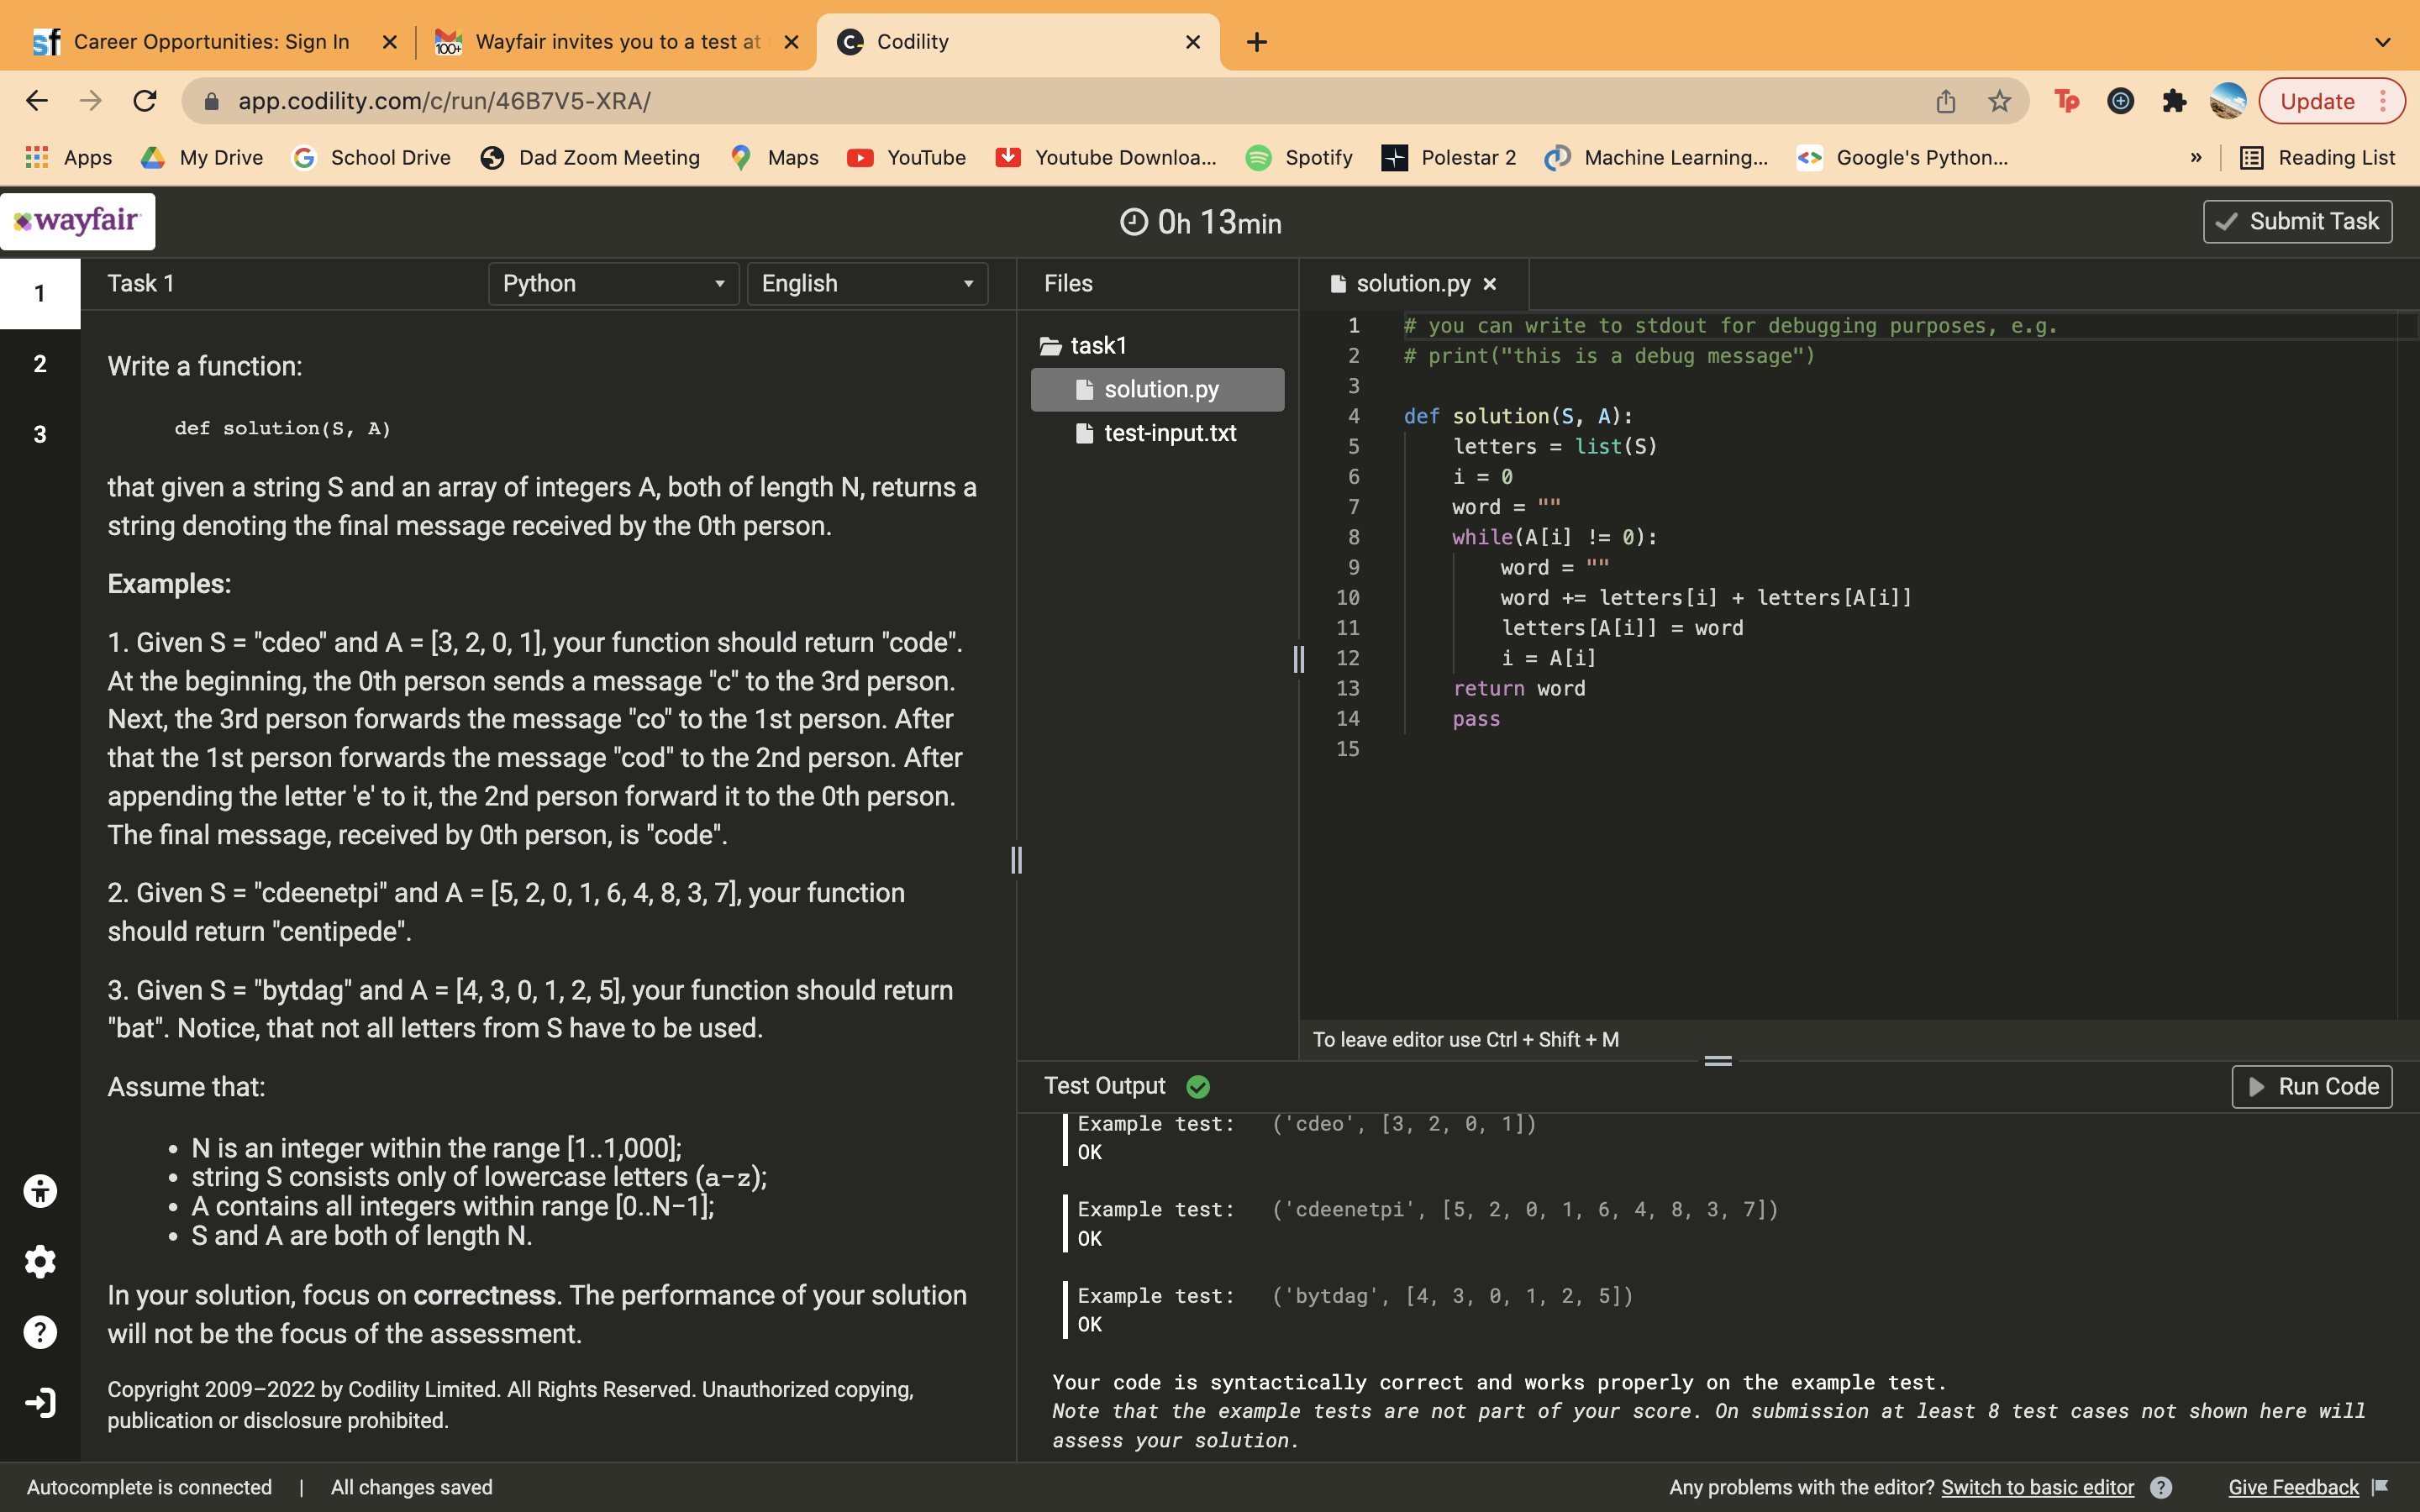 sf Career Opportunities: Sign In
100+ Wayfair invites you to a test at
C Codility
app.codility.com/c/run/46B7V5-XRA/
Tp
Update
Apps
My Drive
School Drive
Dad Zoom Meeting
Maps
YouTube
Youtube Downloa...
Spotify
Polestar 2
Machine Learning...
Google's Python...
»
Reading List
wayfair
0h 13min
Submit Task
1
2
3
Task 1
Python
English
Write a function:
def solution(S, A)
that given a string S and an array of integers A, both of length N, returns a
string denoting the final message received by the 0th person.
Examples:
1. Given S = "cdeo" and A = [3, 2, 0, 1], your function should return "code".
At the beginning, the 0th person sends a message "c" to the 3rd person.
Next, the 3rd person forwards the message "co" to the 1st person. After
that the 1st person forwards the message "cod" to the 2nd person. After
appending the letter 'e' to it, the 2nd person forward it to the 0th person.
The final message, received by 0th person, is "code".
2. Given S = "cdeenetpi" and A = [5, 2, 0, 1, 6, 4, 8, 3, 7], your function
should return "centipede".
3. Given S = "bytdag" and A = [4, 3, 0, 1, 2, 5], your function should return
"bat". Notice, that not all letters from S have to be used.
Assume that:
• N is an integer within the range [1..1,000];
• string S consists only of lowercase letters (a-z);
• A contains all integers within range [0..N-1];
• S and A are both of length N.
In your solution, focus on correctness. The performance of your solution
will not be the focus of the assessment.
Copyright 2009–2022 by Codility Limited. All Rights Reserved. Unauthorized copying,
publication or disclosure prohibited.
Files
task1
solution.py
test-input.txt
solution.py ×
1 # you can write to stdout for debugging purposes, e.g.
2 # print("this is a debug message")
3
4 def solution(S, A):
5 letters = list(S)
6 i = 0
7 word = ""
8 while(A[i] != 0):
9 word = ""
10 word += letters[i] + letters[A[i]]
11 letters[A[i]] = word
12 i = A[i]
13 return word
14 pass
15
To leave editor use Ctrl + Shift + M
Test Output
Run Code
Example test: ('cdeo', [3, 2, 0, 1])
OK
Example test: ('cdeenetpi', [5, 2, 0, 1, 6, 4, 8, 3, 7])
OK
Example test: ('bytdag', [4, 3, 0, 1, 2, 5])
OK
Your code is syntactically correct and works properly on the example test.
Note that the example tests are not part of your score. On submission at least 8 test cases not shown here will
assess your solution.
Autocomplete is connected | All changes saved
Any problems with the editor? Switch to basic editor ?
Give Feedback